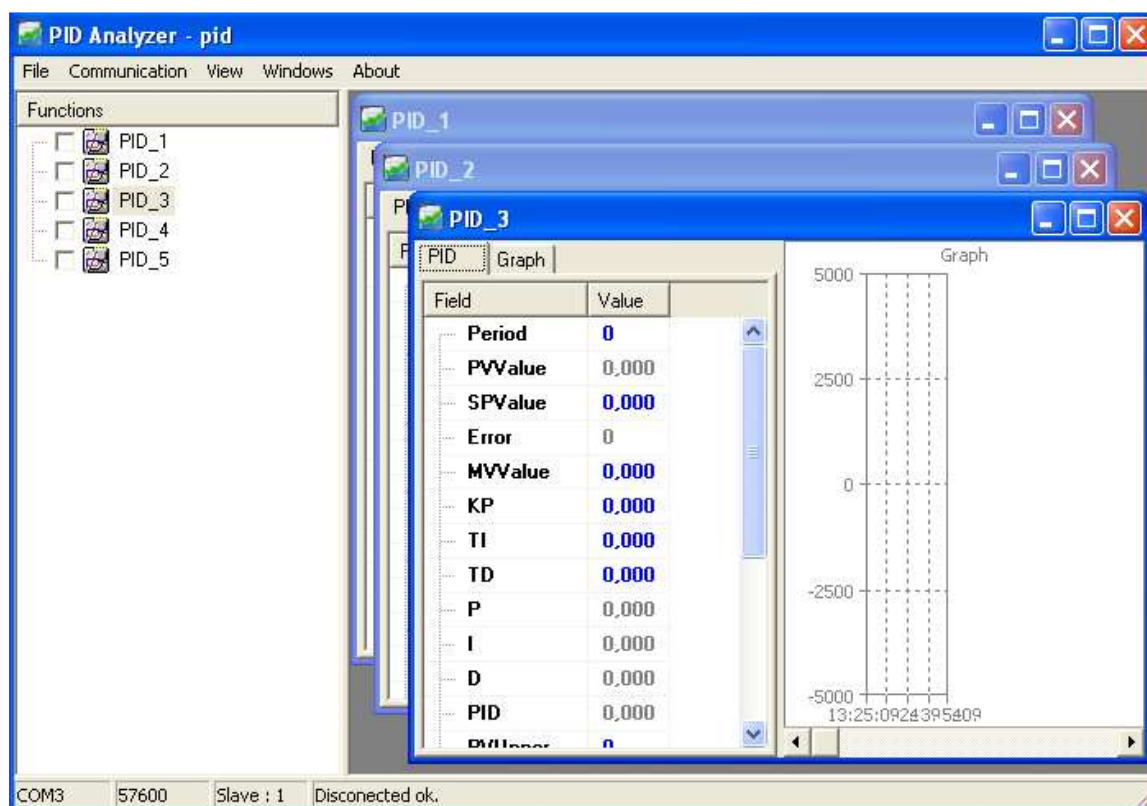 PID Analyzer - pid
File Communication View Windows About
Functions
PID_1
PID_2
PID_3
PID_4
PID_5
PID_1
PID_2
PID_3
PID Graph
Field Value
Period 0
PVValue 0,000
SPValue 0,000
Error 0
MVValue 0,000
KP 0,000
TI 0,000
TD 0,000
P 0,000
I 0,000
D 0,000
PID 0,000
PVUpper 0
Graph
5000
2500
0
-2500
-5000
COM3 57600 Slave : 1 Disconected ok.